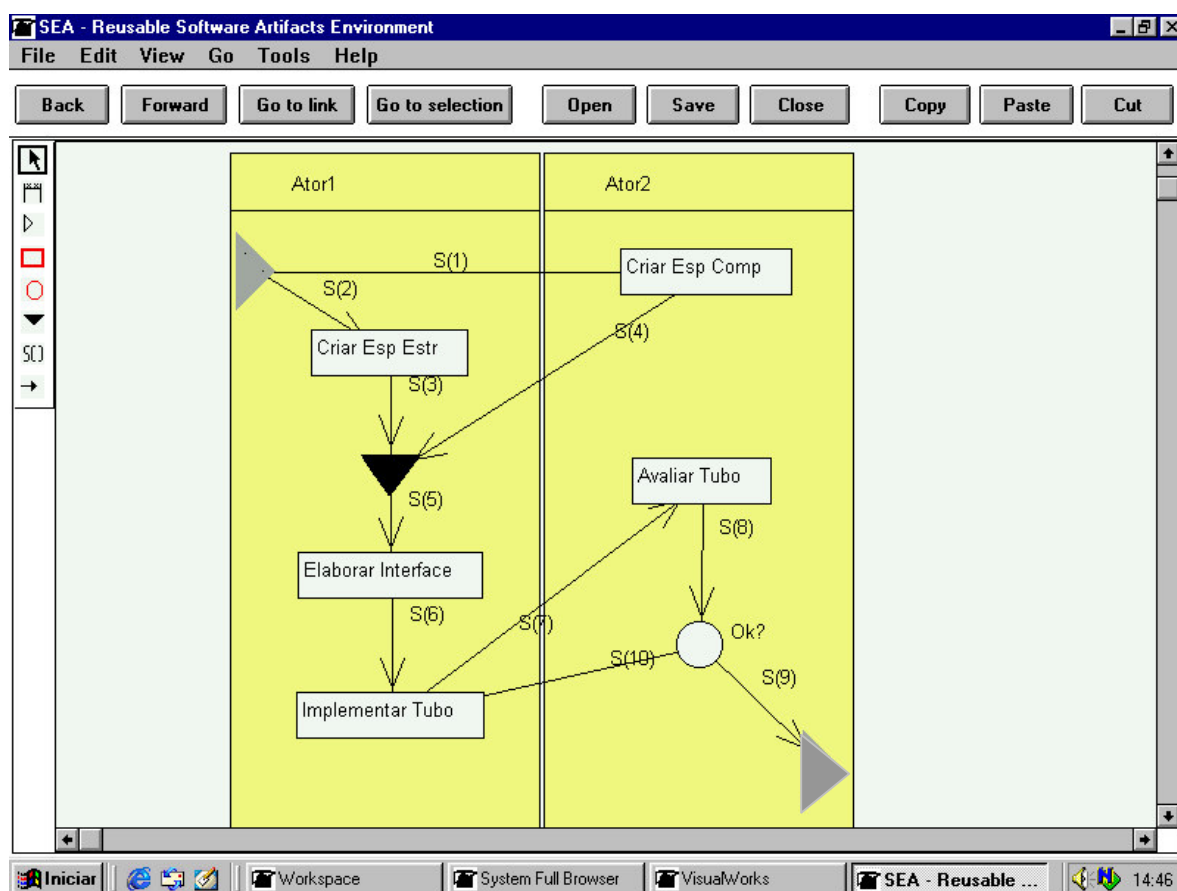 SEA - Reusable Software Artifacts Environment
File Edit View Go Tools Help
Back Forward Go to link Go to selection Open Save Close Copy Paste Cut
Ator1 Ator2
S(1)
Criar Esp Comp
S(2)
S(4)
Criar Esp Estr
S(3)
Avaliar Tubo
S(5)
S(8)
Elaborar Interface
S(6)
S(7)
Ok?
S(10)
S(9)
Implementar Tubo
S()
Iniciar Workspace System Full Browser VisualWorks SEA - Reusable ... 14:46